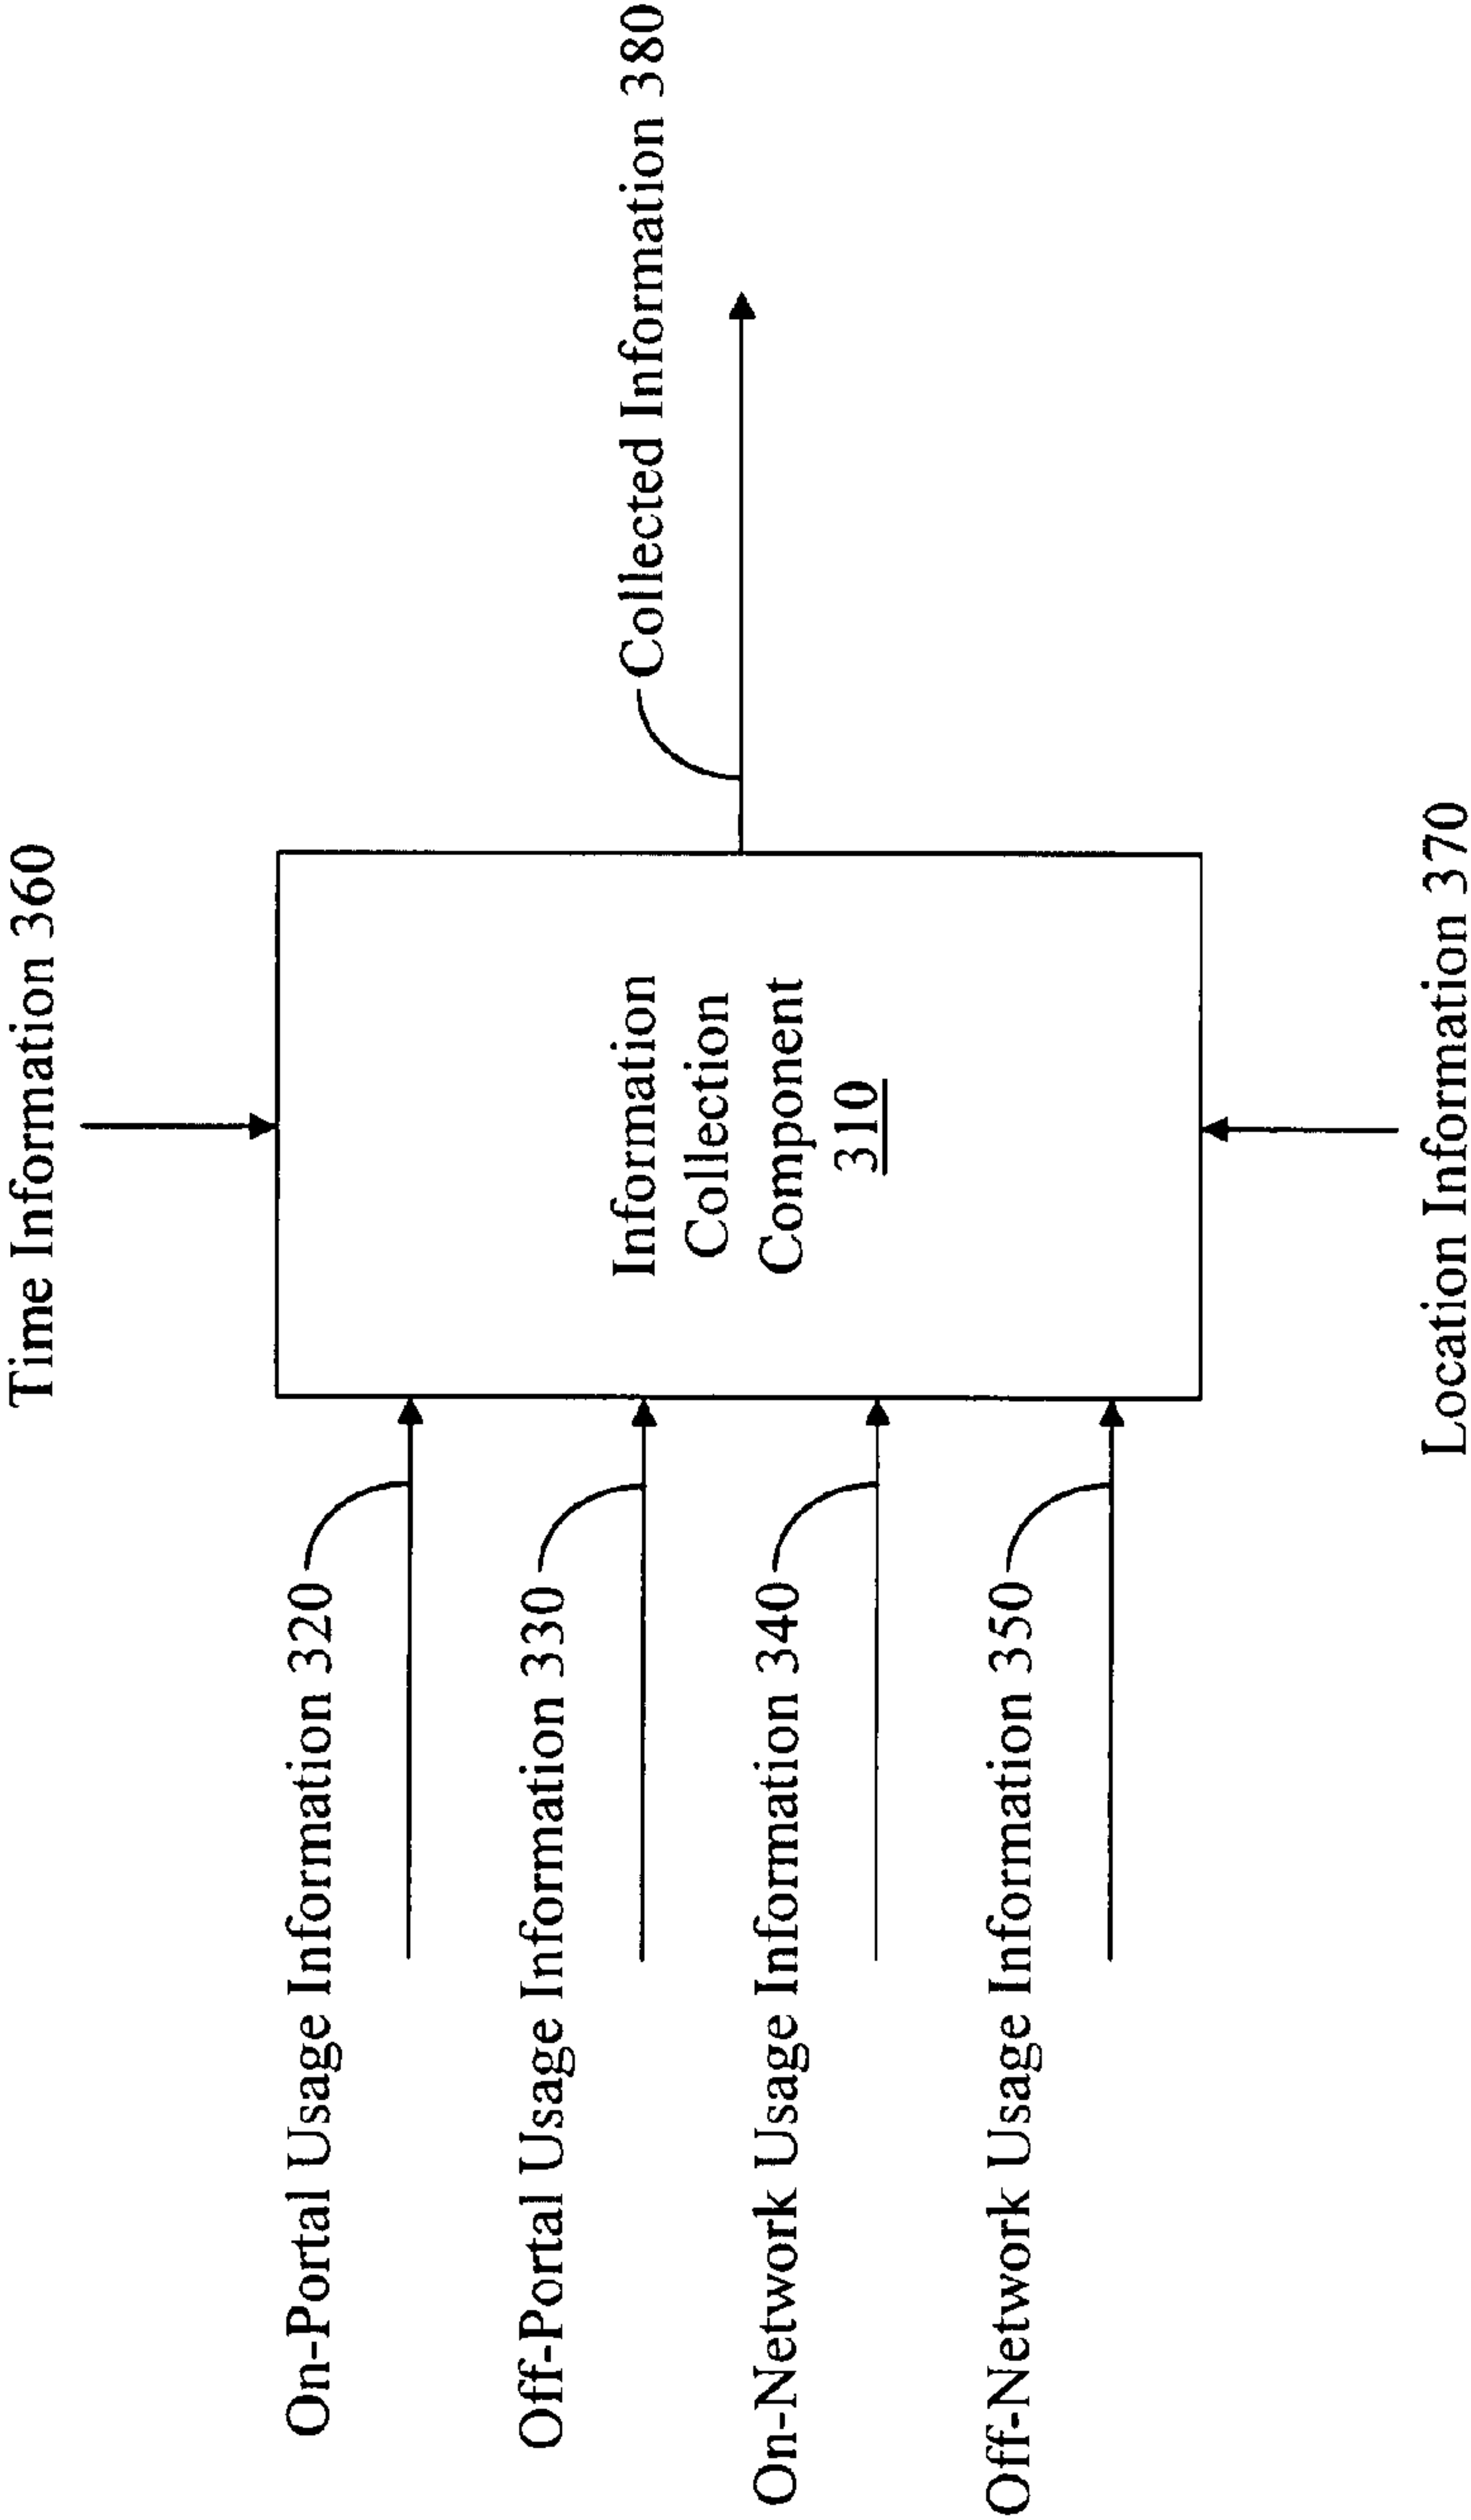 Time Information 360
On-Portal Usage Information 320
Off-Portal Usage Information 330
On-Network Usage Information 340
Off-Network Usage Information 350
Information
Collection
Component
310
Collected Information 380
Location Information 370